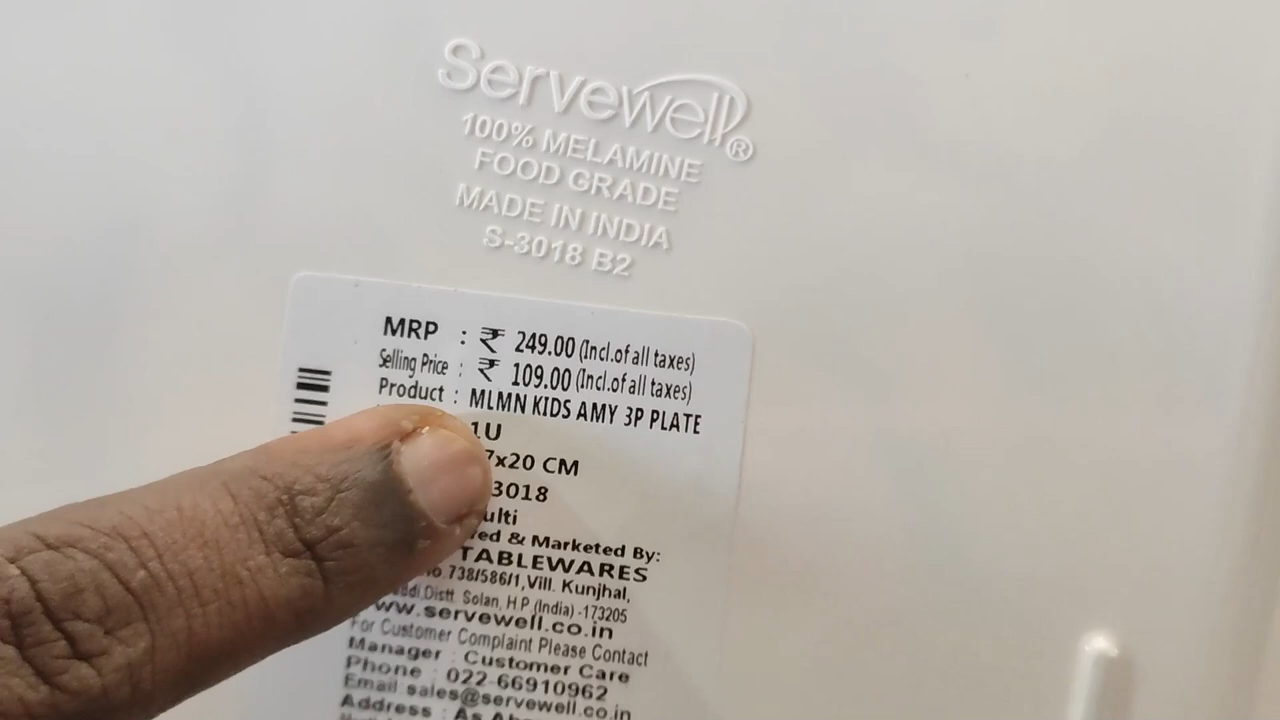 Servewell®
100% MELAMINE
FOOD GRADE
MADE IN INDIA
S-3018 B2
MRP : ₹ 249.00 (Incl.of all taxes)
Selling Price : ₹ 109.00 (Incl.of all taxes)
Product : MLMN KIDS AMY 3P PLATE
1U
7x20 CM
3018
ulti
ed & Marketed By:
TABLEWARES
o.738/586/1,Vill. Kunjhal,
Distt. Solan, H.P.(India) -173205
www.servewell.co.in
For Customer Complaint Please Contact
Manager : Customer Care
Phone : 022-66910962
Email:sales@servewell.co.in
Address : As